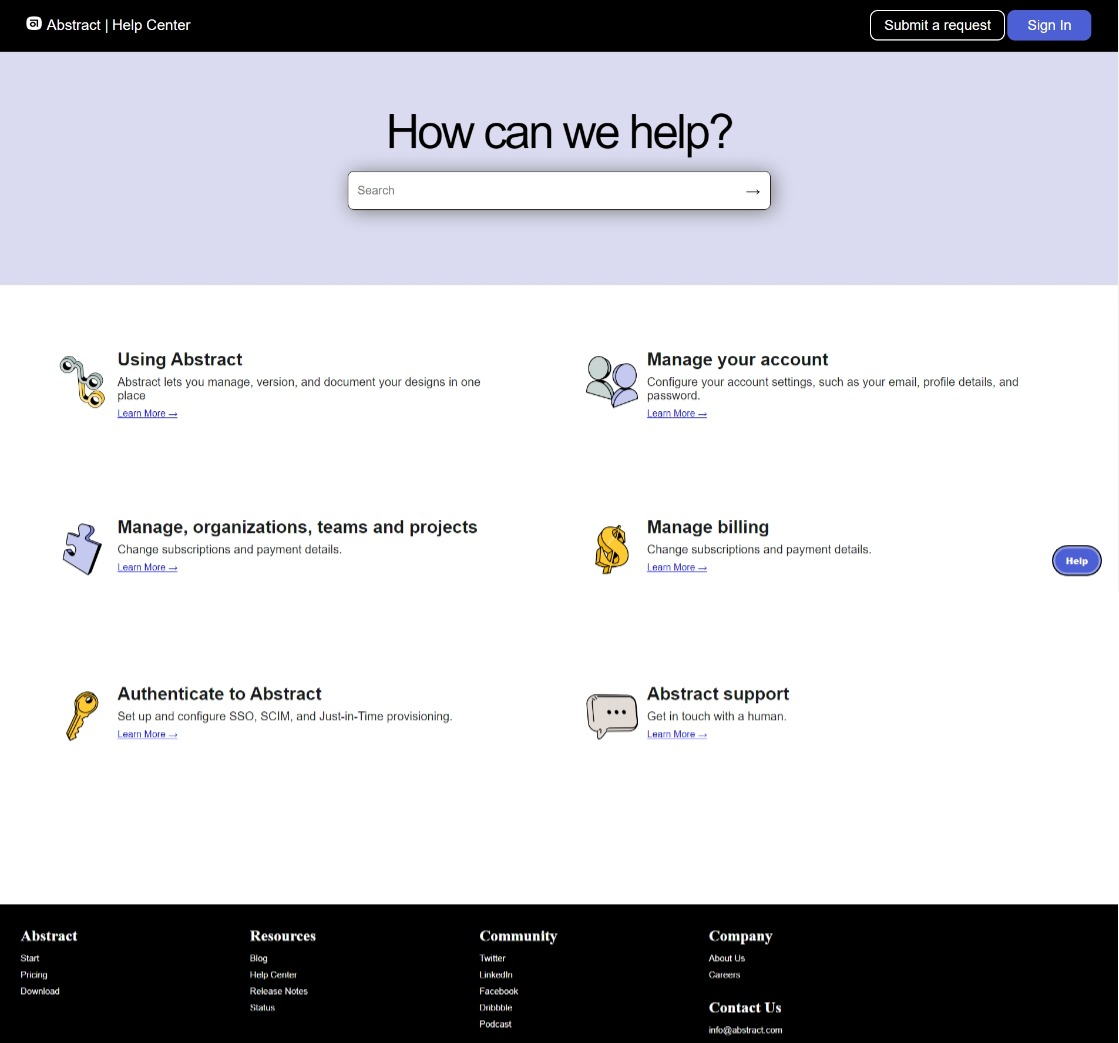 Abstract | Help Center
Submit a request
Sign In
How can we help?
Search →
Using Abstract
Abstract lets you manage, version, and document your designs in one
place
Learn More →
Manage your account
Configure your account settings, such as your email, profile details, and
password.
Learn More →
Manage, organizations, teams and projects
Change subscriptions and payment details.
Learn More →
Manage billing
Change subscriptions and payment details.
Learn More →
Help
Authenticate to Abstract
Set up and configure SSO, SCIM, and Just-in-Time provisioning.
Learn More →
Abstract support
Get in touch with a human.
Learn More →
Abstract
Start
Pricing
Download
Resources
Blog
Help Center
Release Notes
Status
Community
Twitter
LinkedIn
Facebook
Dribbble
Podcast
Company
About Us
Careers
Contact Us
info@abstract.com